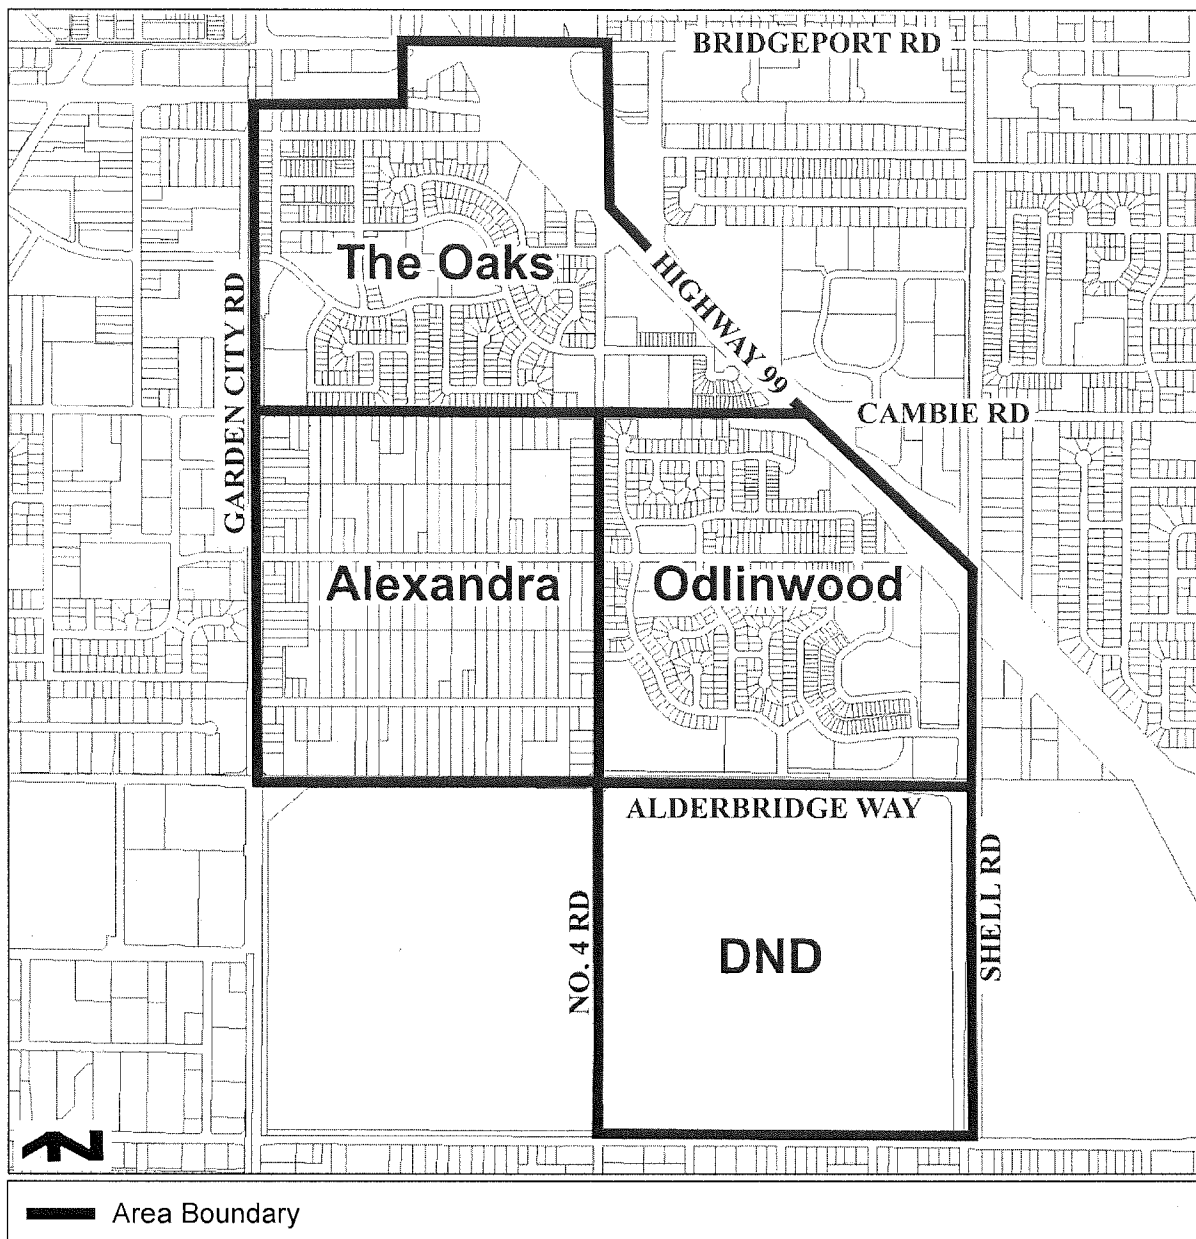 BRIDGEPORT RD
The Oaks
HIGHWAY 99
GARDEN CITY RD
CAMBIE RD
Alexandra
Odlinwood
ALDERBRIDGE WAY
NO. 4 RD
DND
SHELL RD
N
Area Boundary